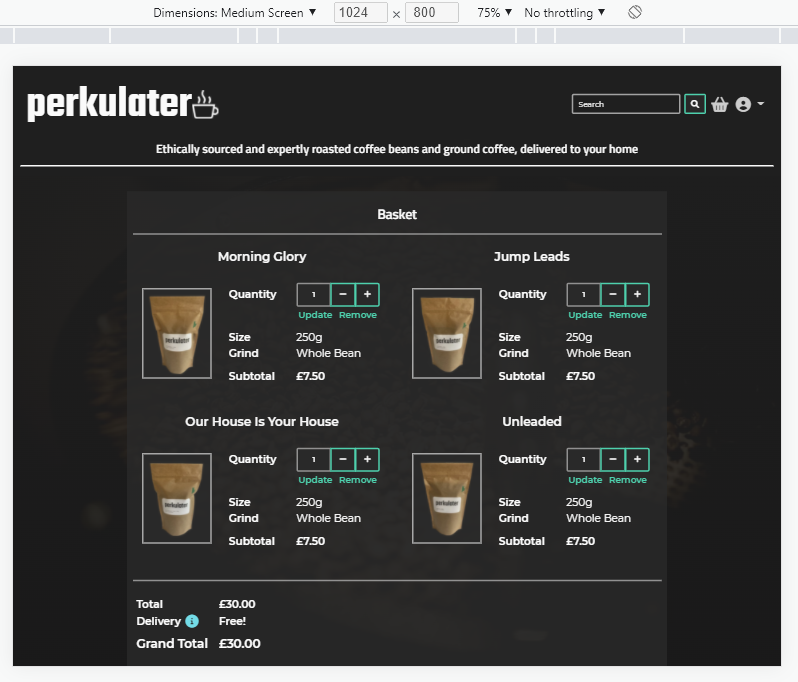 Dimensions: Medium Screen ▼ 1024 × 800 75% ▼ No throttling ▼
perkulater
Search
Ethically sourced and expertly roasted coffee beans and ground coffee, delivered to your home
Basket
Morning Glory
perkulater
Quantity 1 − +
Update Remove
Size 250g
Grind Whole Bean
Subtotal £7.50
Jump Leads
perkulater
Quantity 1 − +
Update Remove
Size 250g
Grind Whole Bean
Subtotal £7.50
Our House Is Your House
perkulater
Quantity 1 − +
Update Remove
Size 250g
Grind Whole Bean
Subtotal £7.50
Unleaded
perkulater
Quantity 1 − +
Update Remove
Size 250g
Grind Whole Bean
Subtotal £7.50
Total £30.00
Delivery i Free!
Grand Total £30.00